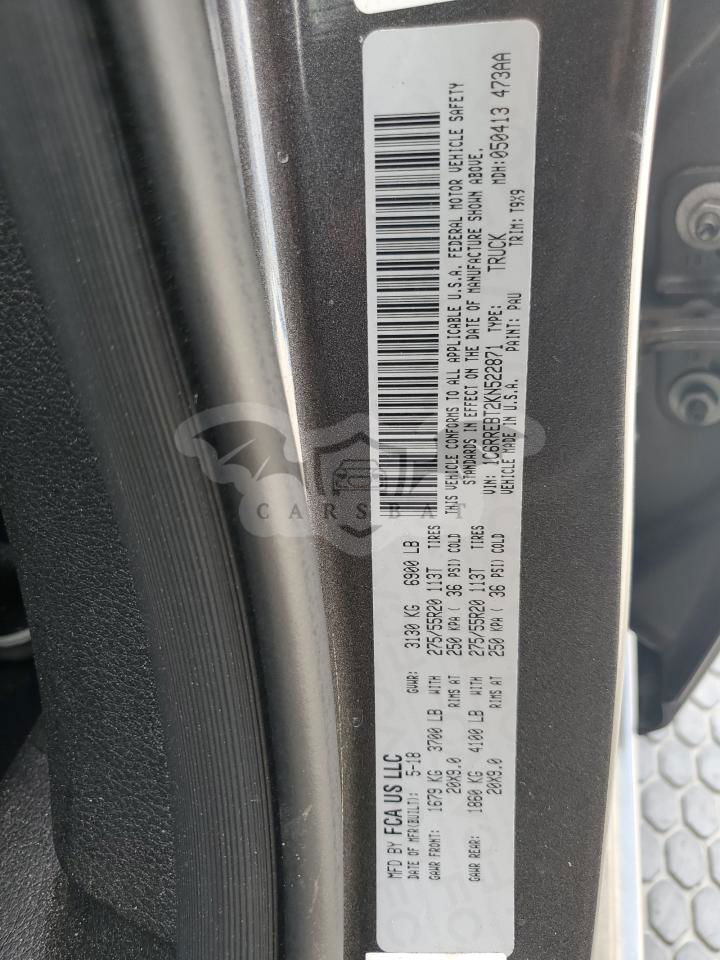 MFD BY FCA US LLC
DATE OF MFR(BUILT): 5-18 GVWR: 3130 KG 6900 LB
GAWR FRONT: 1679 KG 3700 LB WITH 275/55R20 113T TIRES
20X9.0 RIMS AT 250 KPA ( 36 PSI) COLD
GAWR REAR: 1860 KG 4100 LB WITH 275/55R20 113T TIRES
20X9.0 RIMS AT 250 KPA ( 36 PSI) COLD
THIS VEHICLE CONFORMS TO ALL APPLICABLE U.S.A. FEDERAL MOTOR VEHICLE SAFETY
STANDARDS IN EFFECT ON THE DATE OF MANUFACTURE SHOWN ABOVE.
VIN: 1C6RREBT2KN522871 TYPE: TRUCK MDH:050413 473AA
VEHICLE MADE IN U.S.A. PAINT: PAU TRIM: T9X9
CARSBAT